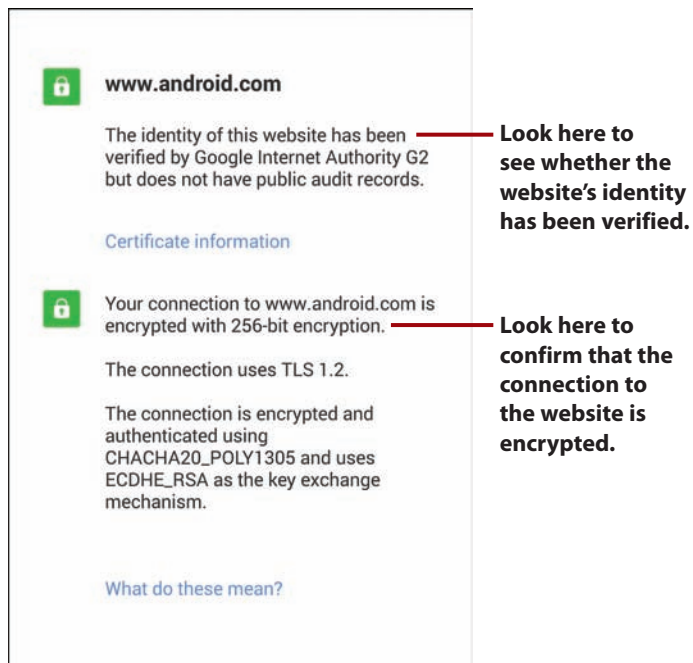 www.android.com
The identity of this website has been
verified by Google Internet Authority G2
but does not have public audit records.
Certificate information
Your connection to www.android.com is
encrypted with 256-bit encryption.
The connection uses TLS 1.2.
The connection is encrypted and
authenticated using
CHACHA20_POLY1305 and uses
ECDHE_RSA as the key exchange
mechanism.
What do these mean?
Look here to
see whether the
website’s identity
has been verified.
Look here to
confirm that the
connection to
the website is
encrypted.